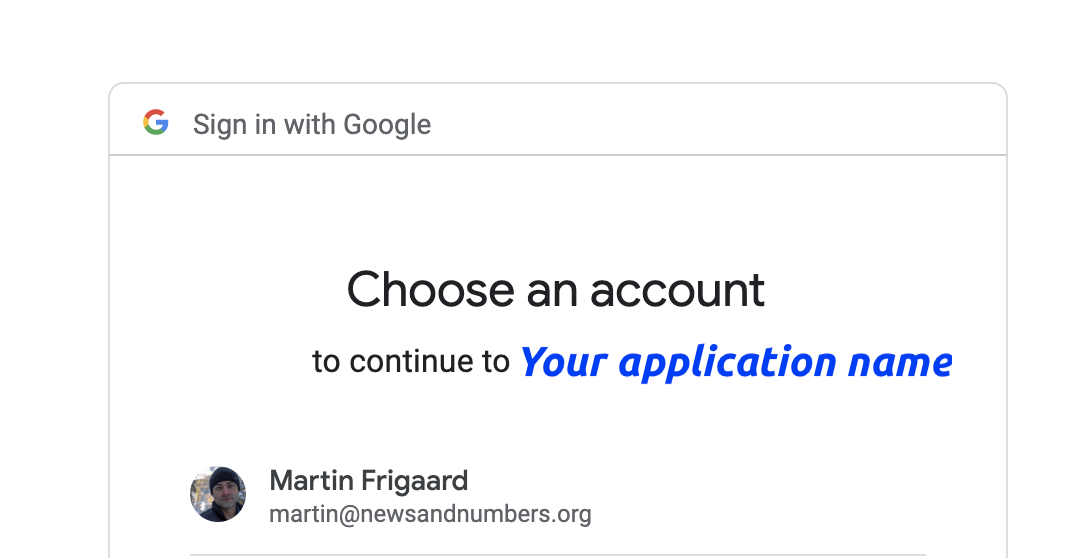 Sign in with Google
Choose an account
to continue to Your application name
Martin Frigaard
martin@newsandnumbers.org